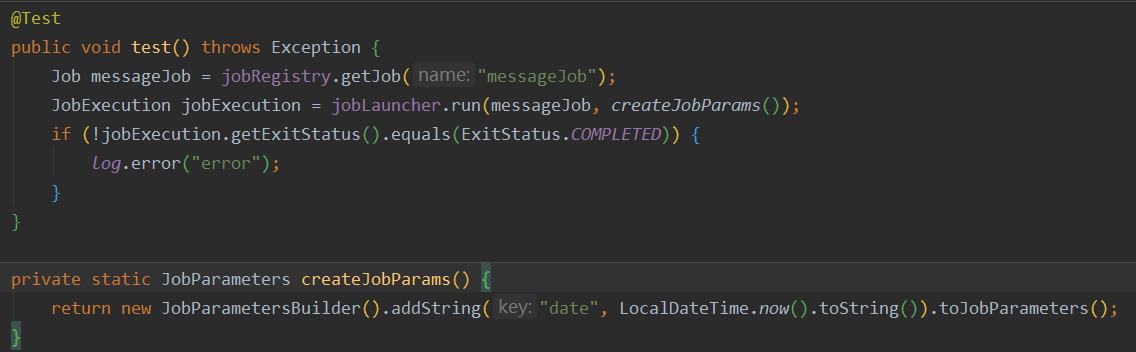 @Test
public void test() throws Exception {
    Job messageJob = jobRegistry.getJob( name: "messageJob");
    JobExecution jobExecution = jobLauncher.run(messageJob, createJobParams());
    if (!jobExecution.getExitStatus().equals(ExitStatus.COMPLETED)) {
        log.error("error");
    }
}
private static JobParameters createJobParams() {
    return new JobParametersBuilder().addString( key: "date", LocalDateTime.now().toString()).toJobParameters();
}